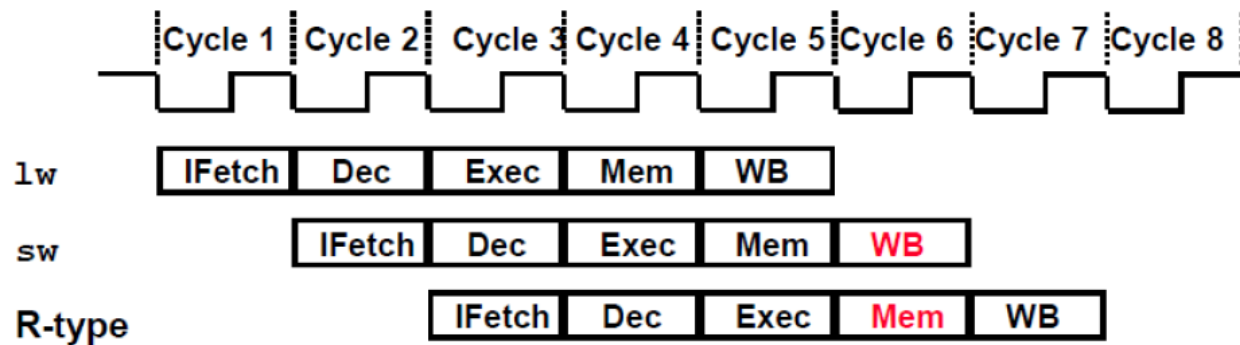 Cycle 1 Cycle 2 Cycle 3 Cycle 4 Cycle 5 Cycle 6 Cycle 7 Cycle 8
lw IFetch Dec Exec Mem WB
sw IFetch Dec Exec Mem WB
R-type IFetch Dec Exec Mem WB